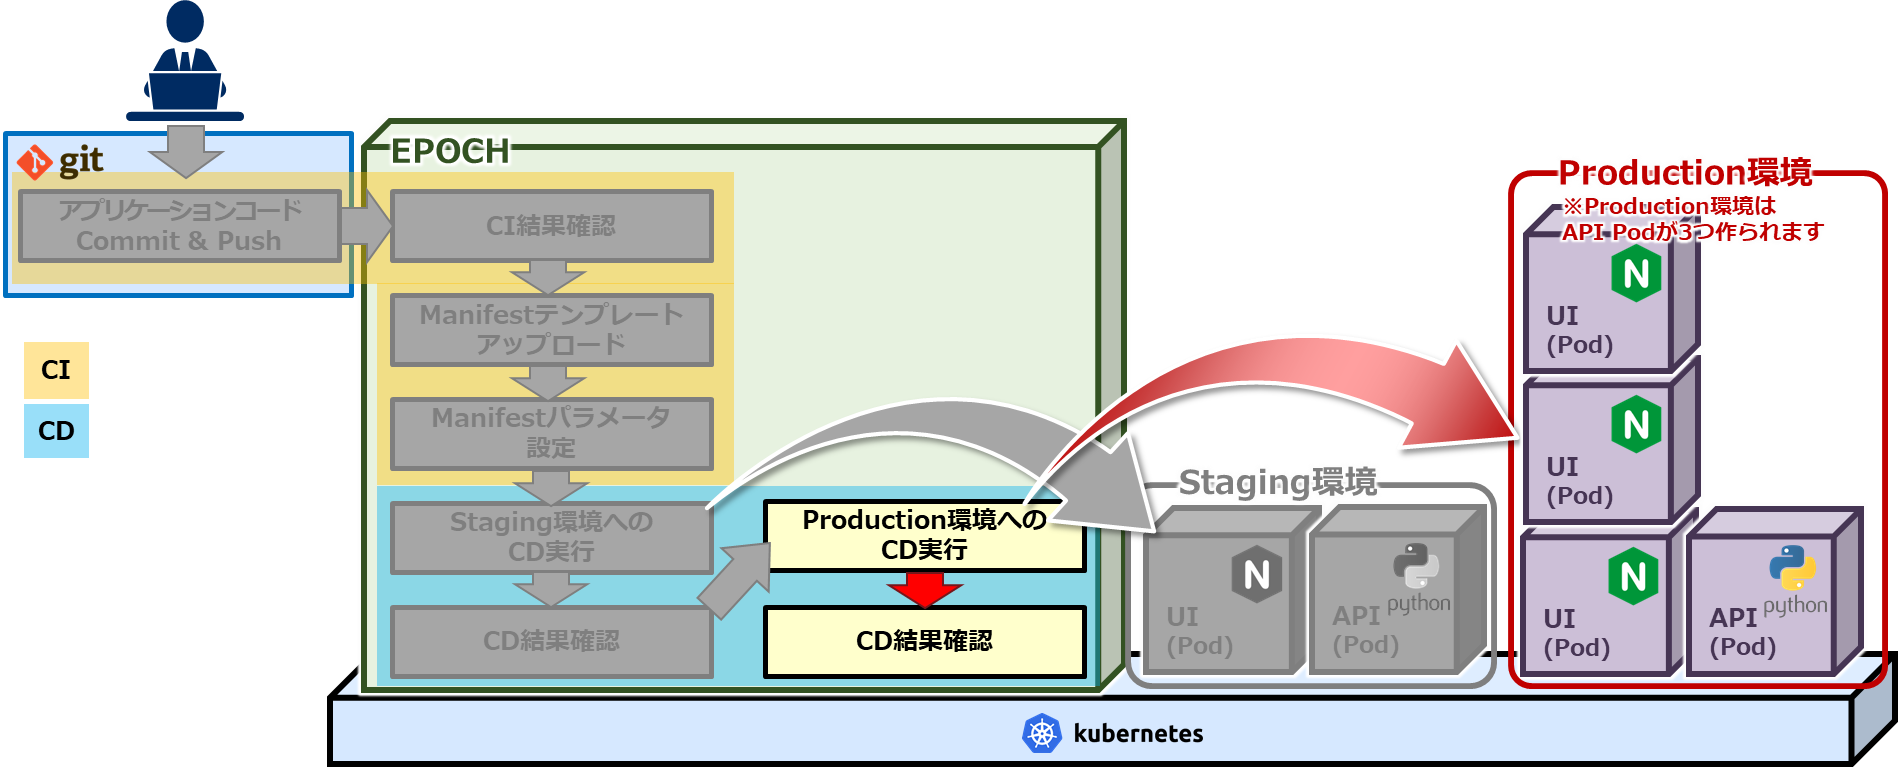 git
アプリケーションコード
Commit & Push
EPOCH
CI結果確認
Manifestテンプレート
アップロード
Manifestパラメータ
設定
Staging環境への
CD実行
CD結果確認
Production環境への
CD実行
CD結果確認
CI
CD
Staging環境
UI
(Pod)
API
(Pod)
python
Production環境
※Production環境は
API Podが3つ作られます
UI
(Pod)
UI
(Pod)
UI
(Pod)
API
(Pod)
python
kubernetes